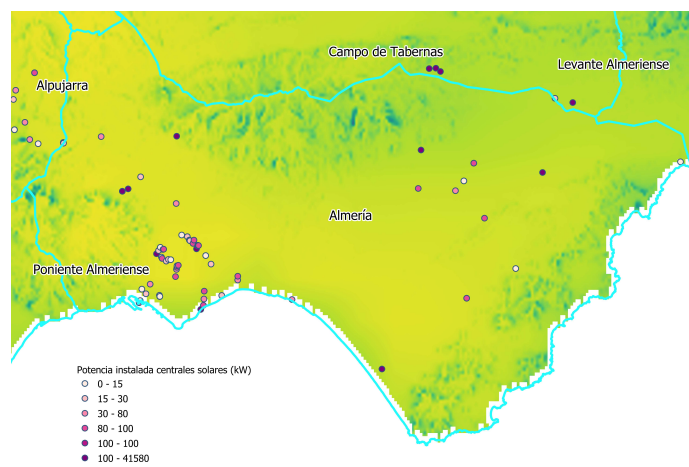 Campo de Tabernas
Levante Almeriense
Alpujarra
Almería
Poniente Almeriense
Potencia instalada centrales solares (kW)
0 - 15
15 - 30
30 - 80
80 - 100
100 - 100
100 - 41580